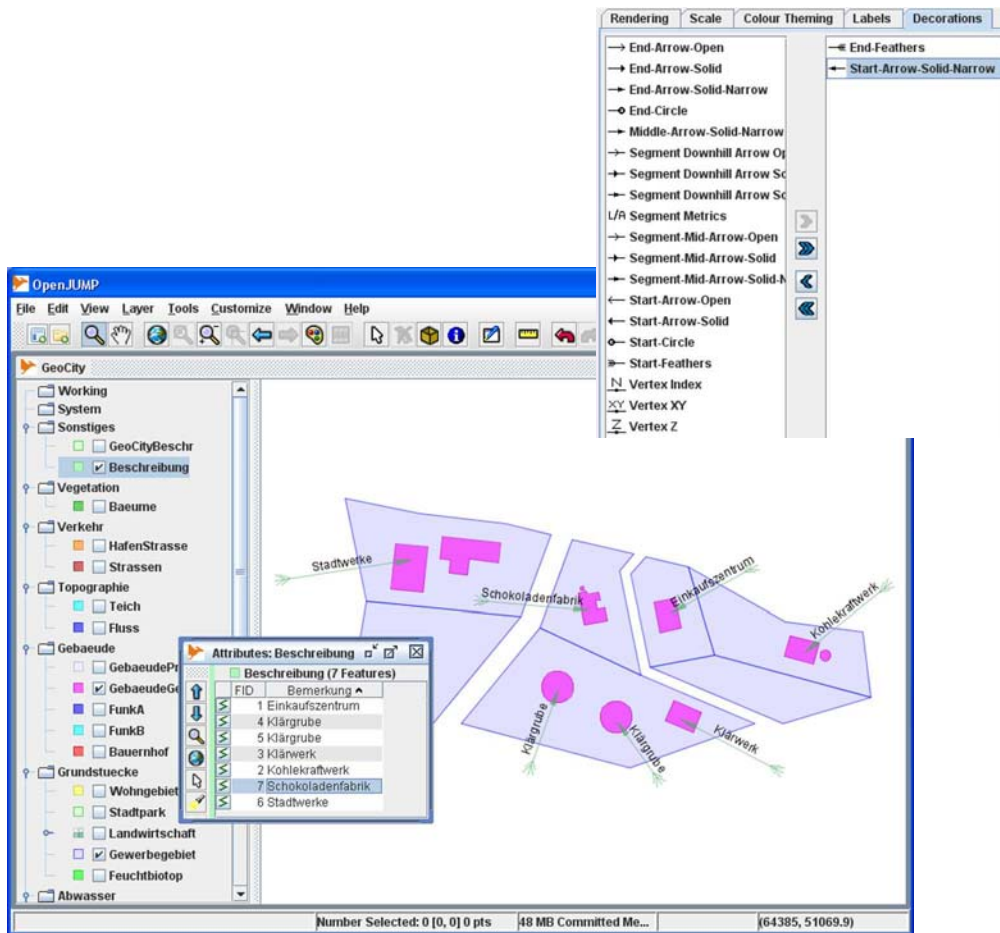 Rendering Scale Colour Theming Labels Decorations
End-Arrow-Open
End-Arrow-Solid
End-Arrow-Solid-Narrow
End-Circle
Middle-Arrow-Solid-Narrow
Segment Downhill Arrow Op
Segment Downhill Arrow So
Segment Downhill Arrow So
L/A Segment Metrics
Segment-Mid-Arrow-Open
Segment-Mid-Arrow-Solid
Segment-Mid-Arrow-Solid-N
Start-Arrow-Open
Start-Arrow-Solid
Start-Circle
Start-Feathers
N Vertex Index
XY Vertex XY
Z Vertex Z
End-Feathers
Start-Arrow-Solid-Narrow
OpenJUMP
File Edit View Layer Tools Customize Window Help
GeoCity
Working
System
Sonstiges
GeoCityBeschr
Beschreibung
Vegetation
Baeume
Verkehr
HafenStrasse
Strassen
Topographie
Teich
Fluss
Gebaeude
GebaeudePr
GebaeudeGe
FunkA
FunkB
Bauernhof
Grundstuecke
Wohngebiet
Stadtpark
Landwirtschaft
Gewerbegebiet
Feuchtbiotop
Abwasser
Stadtwerke
Schokoladenfabrik
Einkaufszentrum
Kohlekraftwerk
Klärgrube
Klärgrube
Klärwerk
Attributes: Beschreibung
Beschreibung (7 Features)
FID Bemerkung
1 Einkaufszentrum
4 Klärgrube
5 Klärgrube
3 Klärwerk
2 Kohlekraftwerk
7 Schokoladenfabrik
6 Stadtwerke
Number Selected: 0 [0, 0] 0 pts 48 MB Committed Me... (64385, 51069.9)